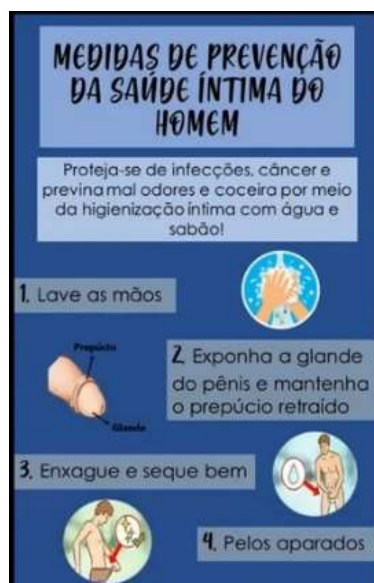 MEDIDAS DE PREVENÇÃO
DA SAÚDE ÍNTIMA DO
HOMEM
Proteja-se de infecções, câncer e
previna mal odores e coceira por meio
da higienização íntima com água e
sabão!
1. Lave as mãos
Prepúcio
2. Exponha a glande
do pênis e mantenha
o prepúcio retraído
Glande
3. Enxague e seque bem
4. Pelos aparados